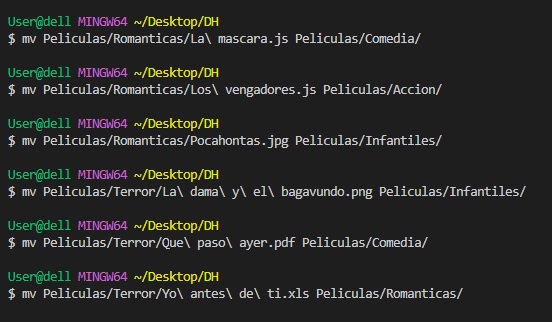 User@dell MINGW64 ~/Desktop/DH
$ mv Peliculas/Romanticas/La\ mascara.js Peliculas/Comedia/
User@dell MINGW64 ~/Desktop/DH
$ mv Peliculas/Romanticas/Los\ vengadores.js Peliculas/Accion/
User@dell MINGW64 ~/Desktop/DH
$ mv Peliculas/Romanticas/Pocahontas.jpg Peliculas/Infantiles/
User@dell MINGW64 ~/Desktop/DH
$ mv Peliculas/Terror/La\ dama\ y\ el\ bagavundo.png Peliculas/Infantiles/
User@dell MINGW64 ~/Desktop/DH
$ mv Peliculas/Terror/Que\ paso\ ayer.pdf Peliculas/Comedia/
User@dell MINGW64 ~/Desktop/DH
$ mv Peliculas/Terror/Yo\ antes\ de\ ti.xls Peliculas/Romanticas/